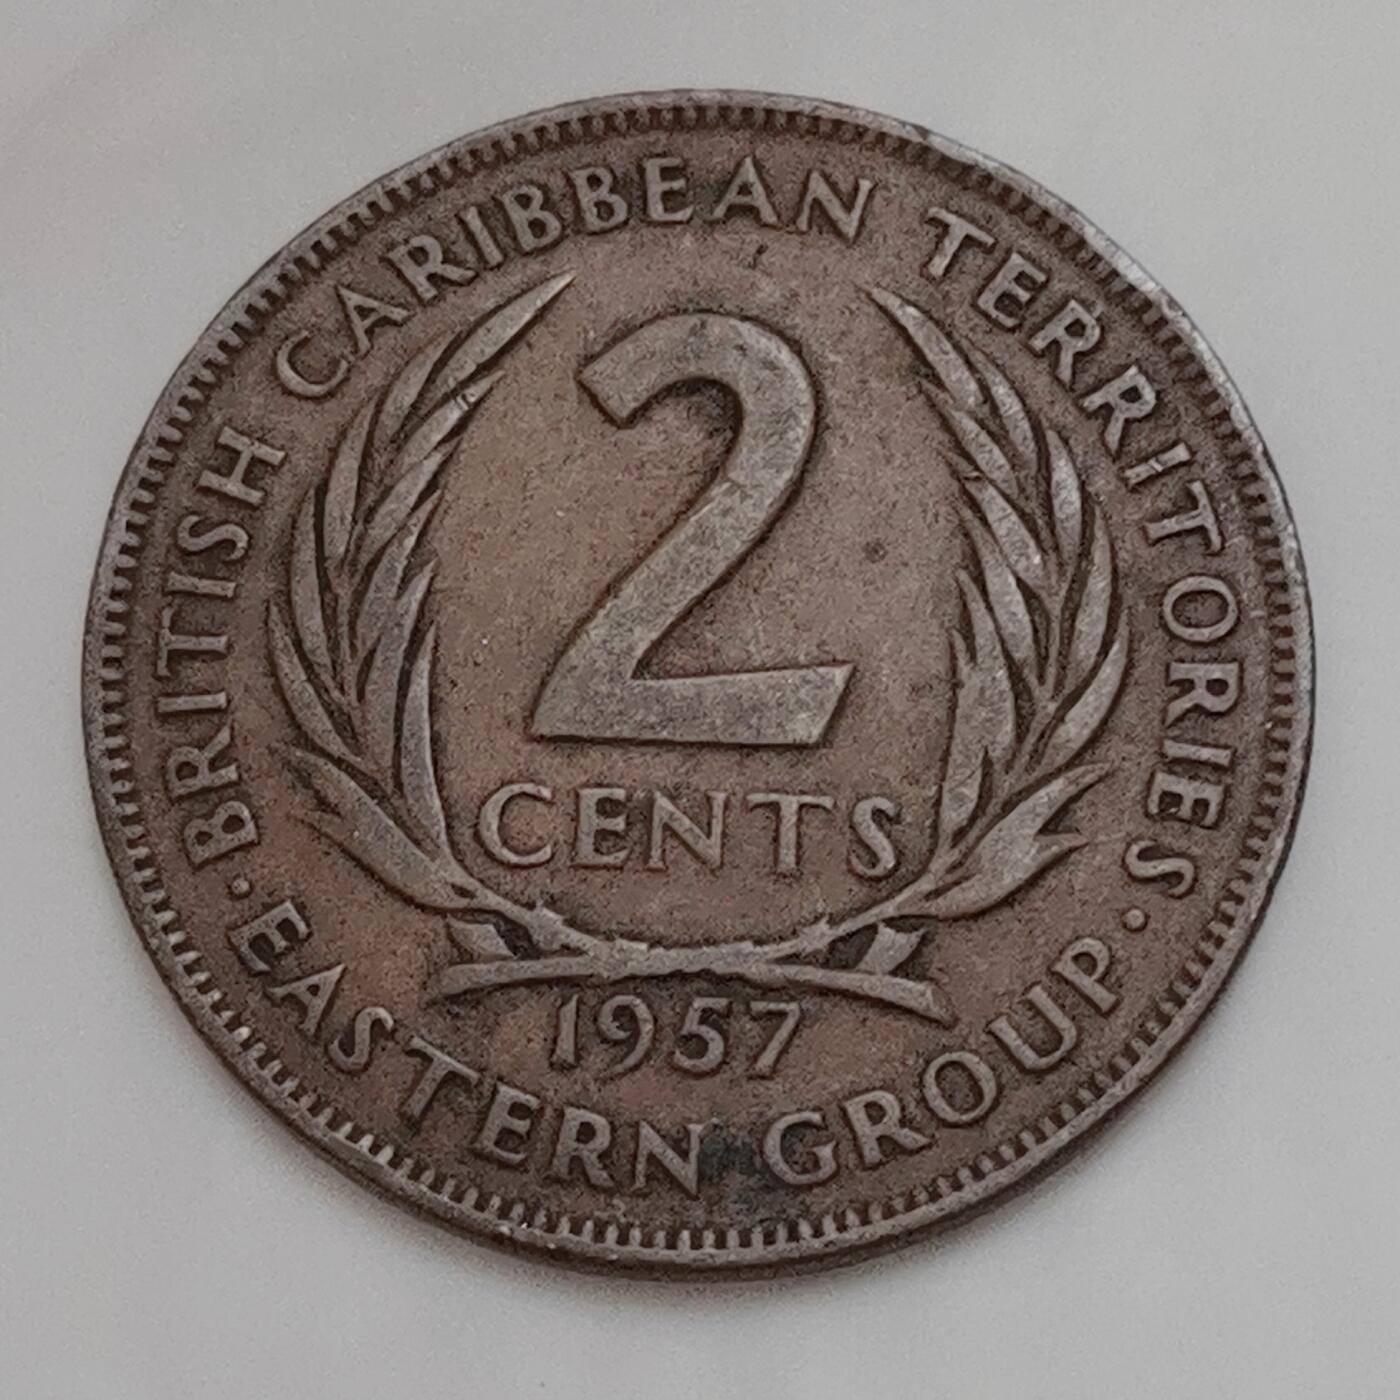 BRITISH CARIBBEAN TERRITORIES
2
CENTS
1957
· EASTERN GROUP ·